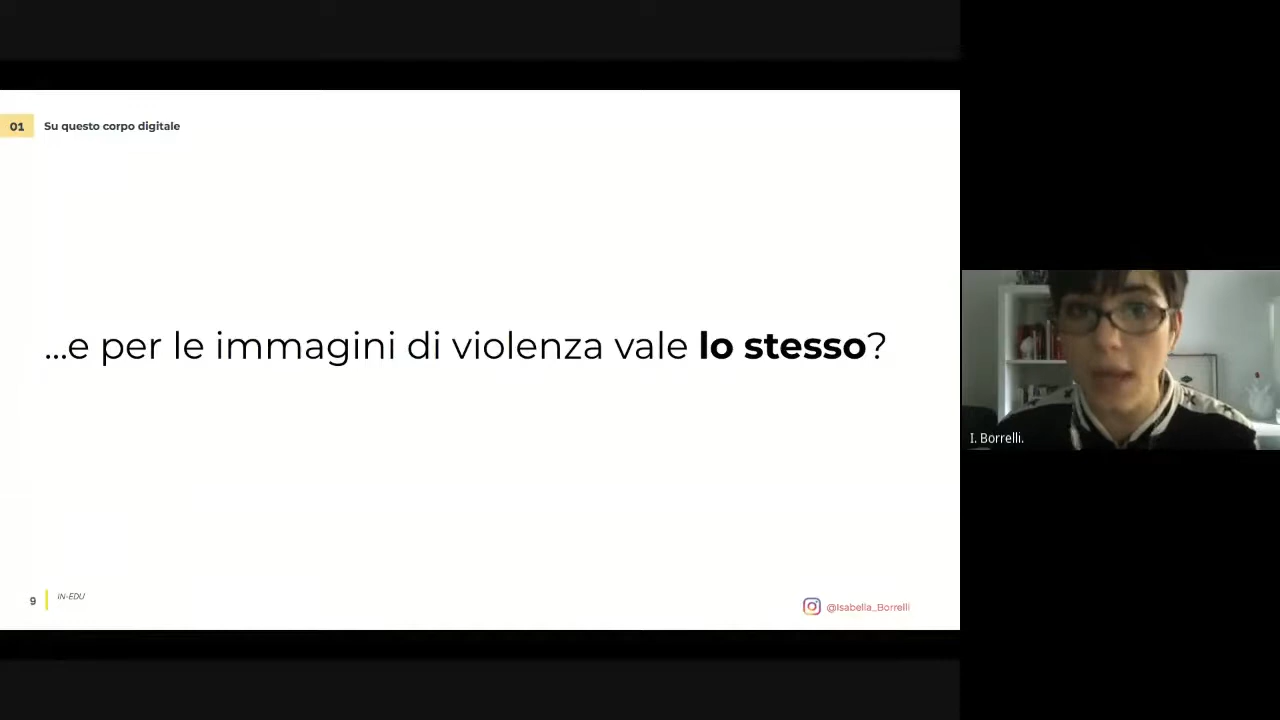 01 Su questo corpo digitale
...e per le immagini di violenza vale lo stesso?
I. Borrelli.
9 IN-EDU
@Isabella_Borrelli